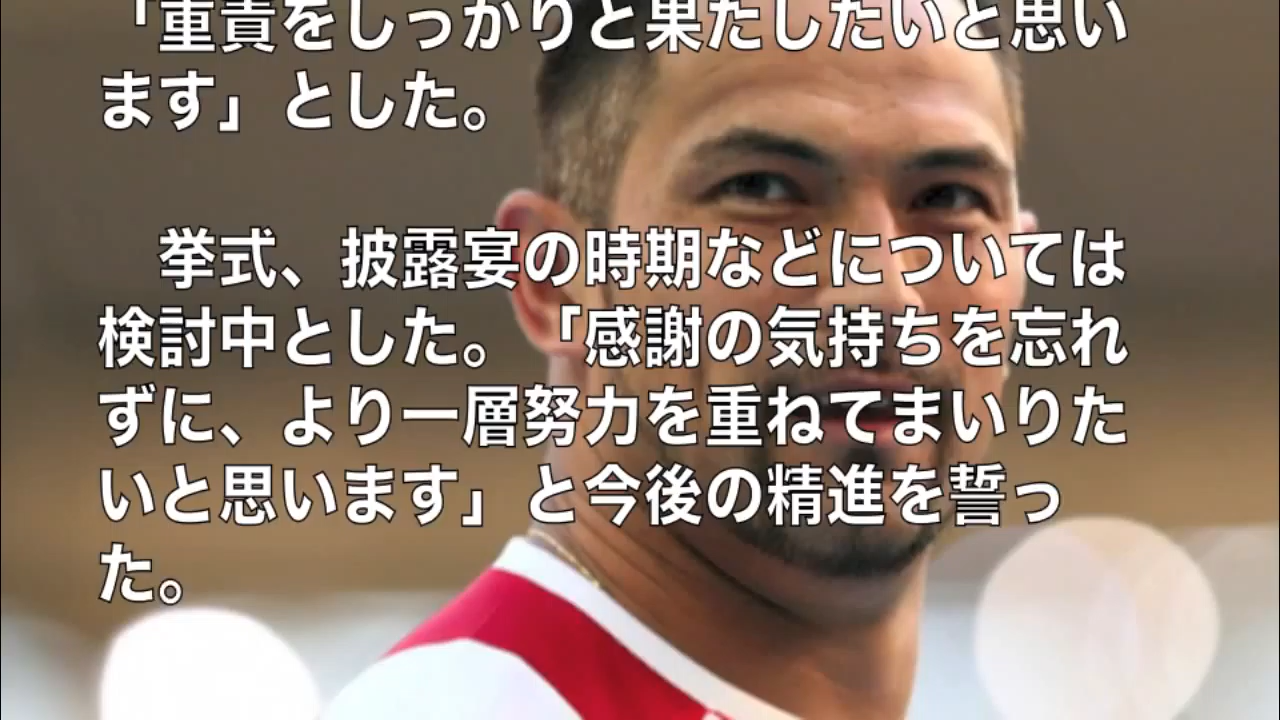 「重責をしっかりと果たしたいと思い
ます」とした。
　挙式、披露宴の時期などについては
検討中とした。「感謝の気持ちを忘れ
ずに、より一層努力を重ねてまいりた
いと思います」と今後の精進を誓っ
た。